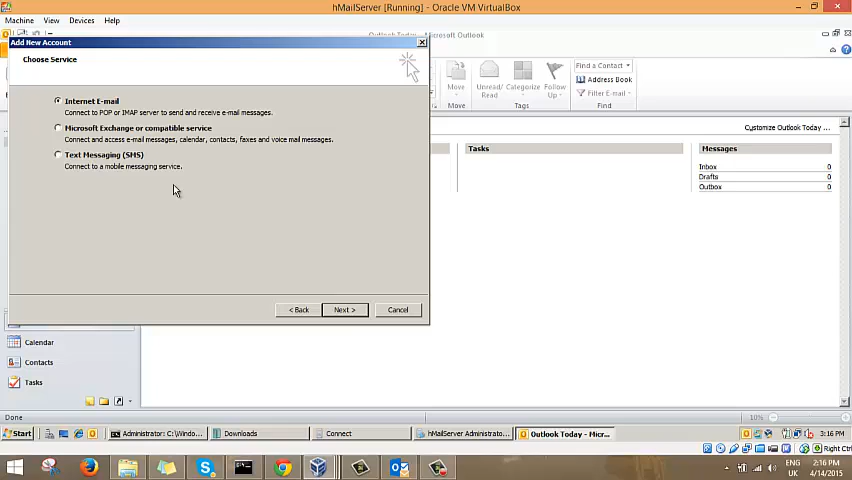 hMailServer [Running] - Oracle VM VirtualBox
Machine View Devices Help
Outlook Today - Microsoft Outlook
Add New Account
Choose Service
Internet E-mail
Connect to POP or IMAP server to send and receive e-mail messages.
Microsoft Exchange or compatible service
Connect and access e-mail messages, calendar, contacts, faxes and voice mail messages.
Text Messaging (SMS)
Connect to a mobile messaging service.
< Back Next > Cancel
Move
Unread/
Read
Categorize
Follow
Up
Find a Contact
Address Book
Filter E-mail
Move Tags Find
Customize Outlook Today ...
Tasks
Messages
Inbox 0
Drafts 0
Outbox 0
Calendar
Contacts
Tasks
Done 10%
Start Administrator: C:\Windo... Downloads Connect hMailServer Administrato... Outlook Today - Micr... 3:16 PM
Right Ctrl
ENG 2:16 PM
UK 4/14/2015